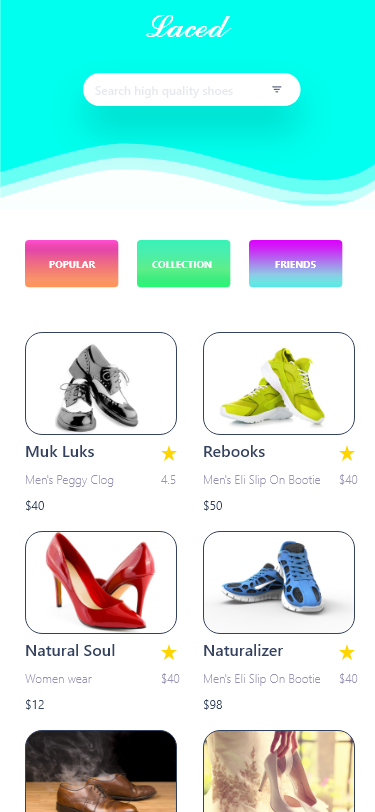 Laced
Search high quality shoes
POPULAR
COLLECTION
FRIENDS
Muk Luks
Men's Peggy Clog
4.5
$40
Rebooks
Men's Eli Slip On Bootie
$40
$50
Natural Soul
Women wear
$40
$12
Naturalizer
Men's Eli Slip On Bootie
$40
$98